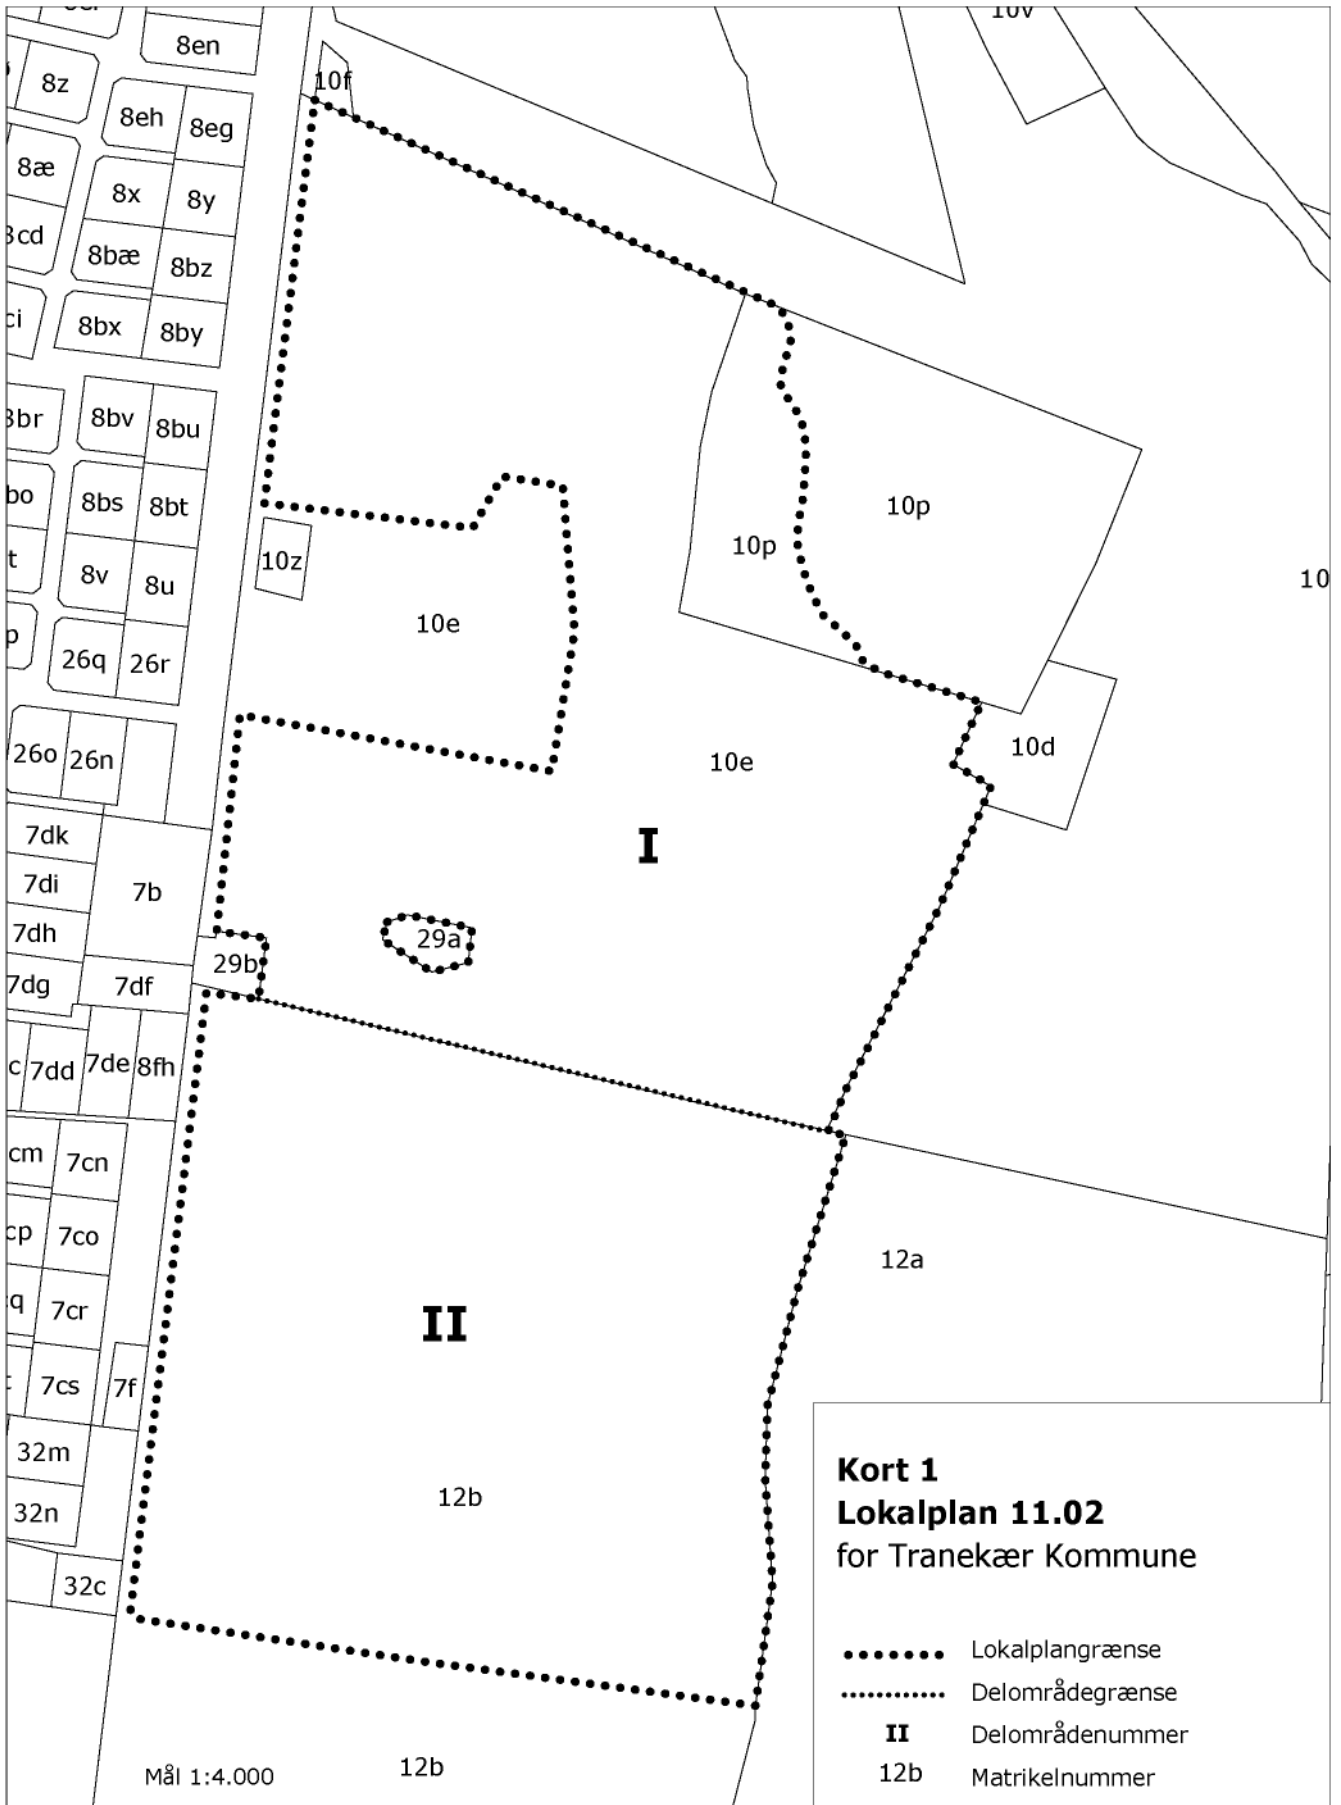 8en
10v
8z
10f
8eh
8eg
8æ
8x
8y
8cd
8bæ
8bz
ci
8bx
8by
8br
8bv
8bu
bo
8bs
8bt
10p
10p
t
10z
8v
8u
10
p
10e
26q
26r
26o
26n
10e
10d
7dk
I
7di
7b
7dh
29a
29b
7dg
7df
c
7dd
7de
8fh
cm
7cn
cp
7co
12a
q
7cr
II
7cs
7f
32m
32n
12b
32c
Kort 1
Lokalplan 11.02
for Tranekær Kommune
Lokalplangrænse
Delområdegrænse
II Delområdenummer
12b Matrikelnummer
12b
Mål 1:4.000